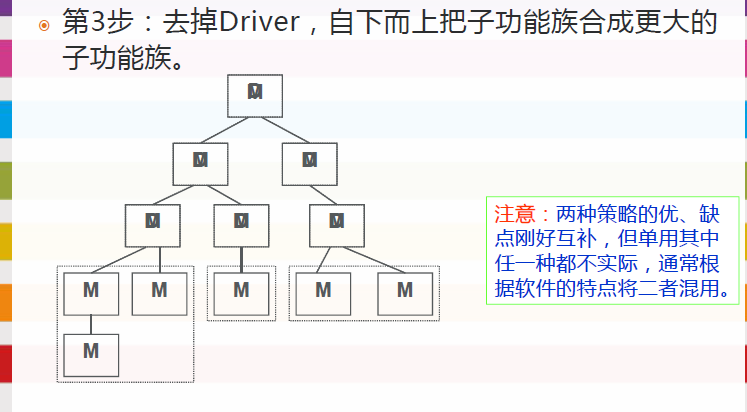 第3步：去掉Driver，自下而上把子功能族合成更大的
子功能族。
M
M
M
M
M
M
注意：两种策略的优、缺
点刚好互补，但单用其中
任一种都不实际，通常根
据软件的特点将二者混用。